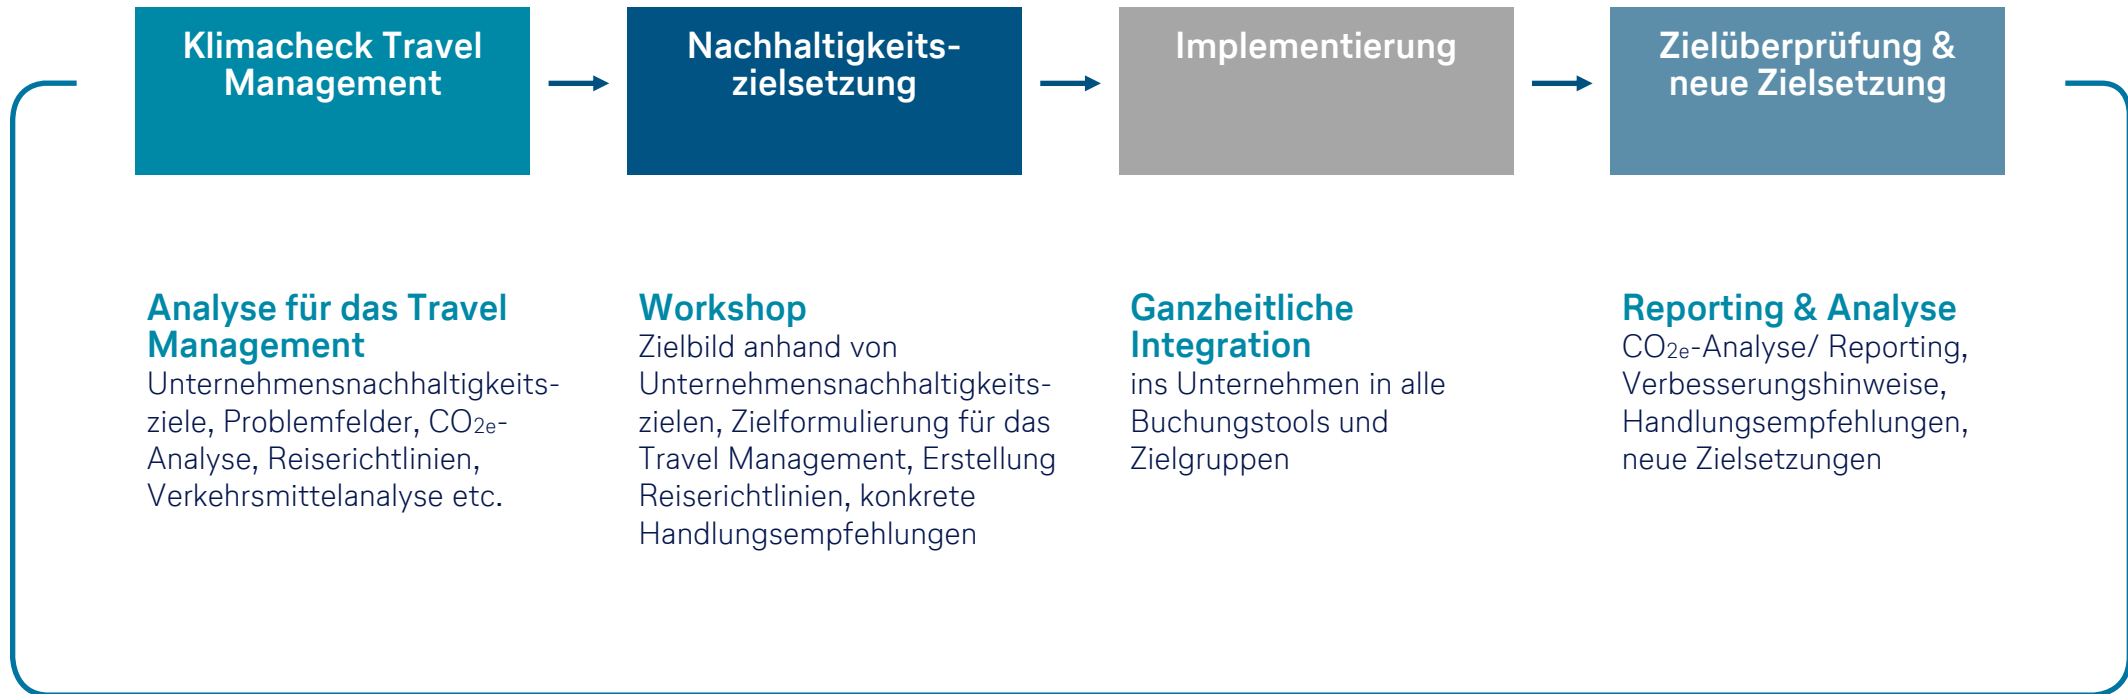 Klimacheck Travel
Management
Nachhaltigkeits-
zielsetzung
Implementierung
Zielüberprüfung &
neue Zielsetzung
Analyse für das Travel
Management
Unternehmensnachhaltigkeits-
ziele, Problemfelder, CO2e-
Analyse, Reiserichtlinien,
Verkehrsmittelanalyse etc.
Workshop
Zielbild anhand von
Unternehmensnachhaltigkeits-
zielen, Zielformulierung für das
Travel Management, Erstellung
Reiserichtlinien, konkrete
Handlungsempfehlungen
Ganzheitliche
Integration
ins Unternehmen in alle
Buchungstools und
Zielgruppen
Reporting & Analyse
CO2e-Analyse/ Reporting,
Verbesserungshinweise,
Handlungsempfehlungen,
neue Zielsetzungen